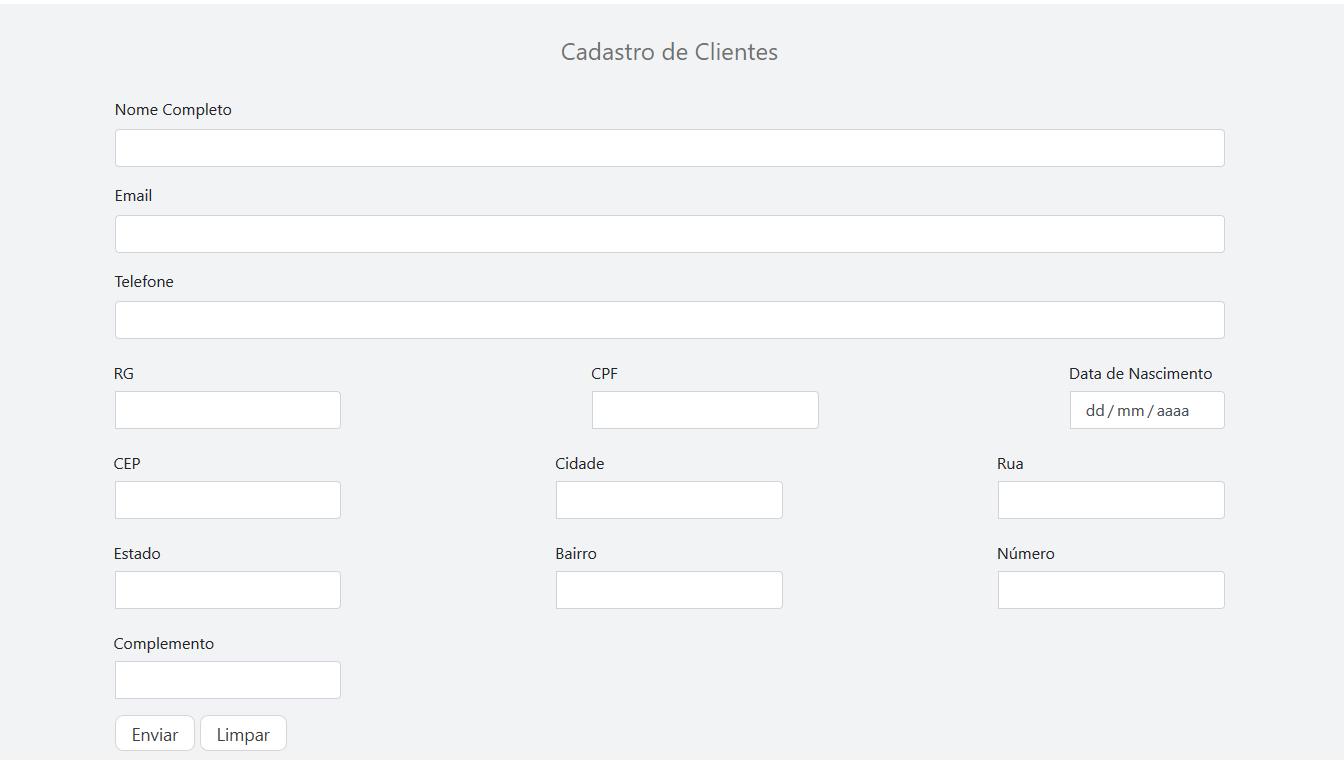 Cadastro de Clientes
Nome Completo
Email
Telefone
RG CPF Data de Nascimento
dd/mm/aaaa
CEP Cidade Rua
Estado Bairro Número
Complemento
Enviar Limpar